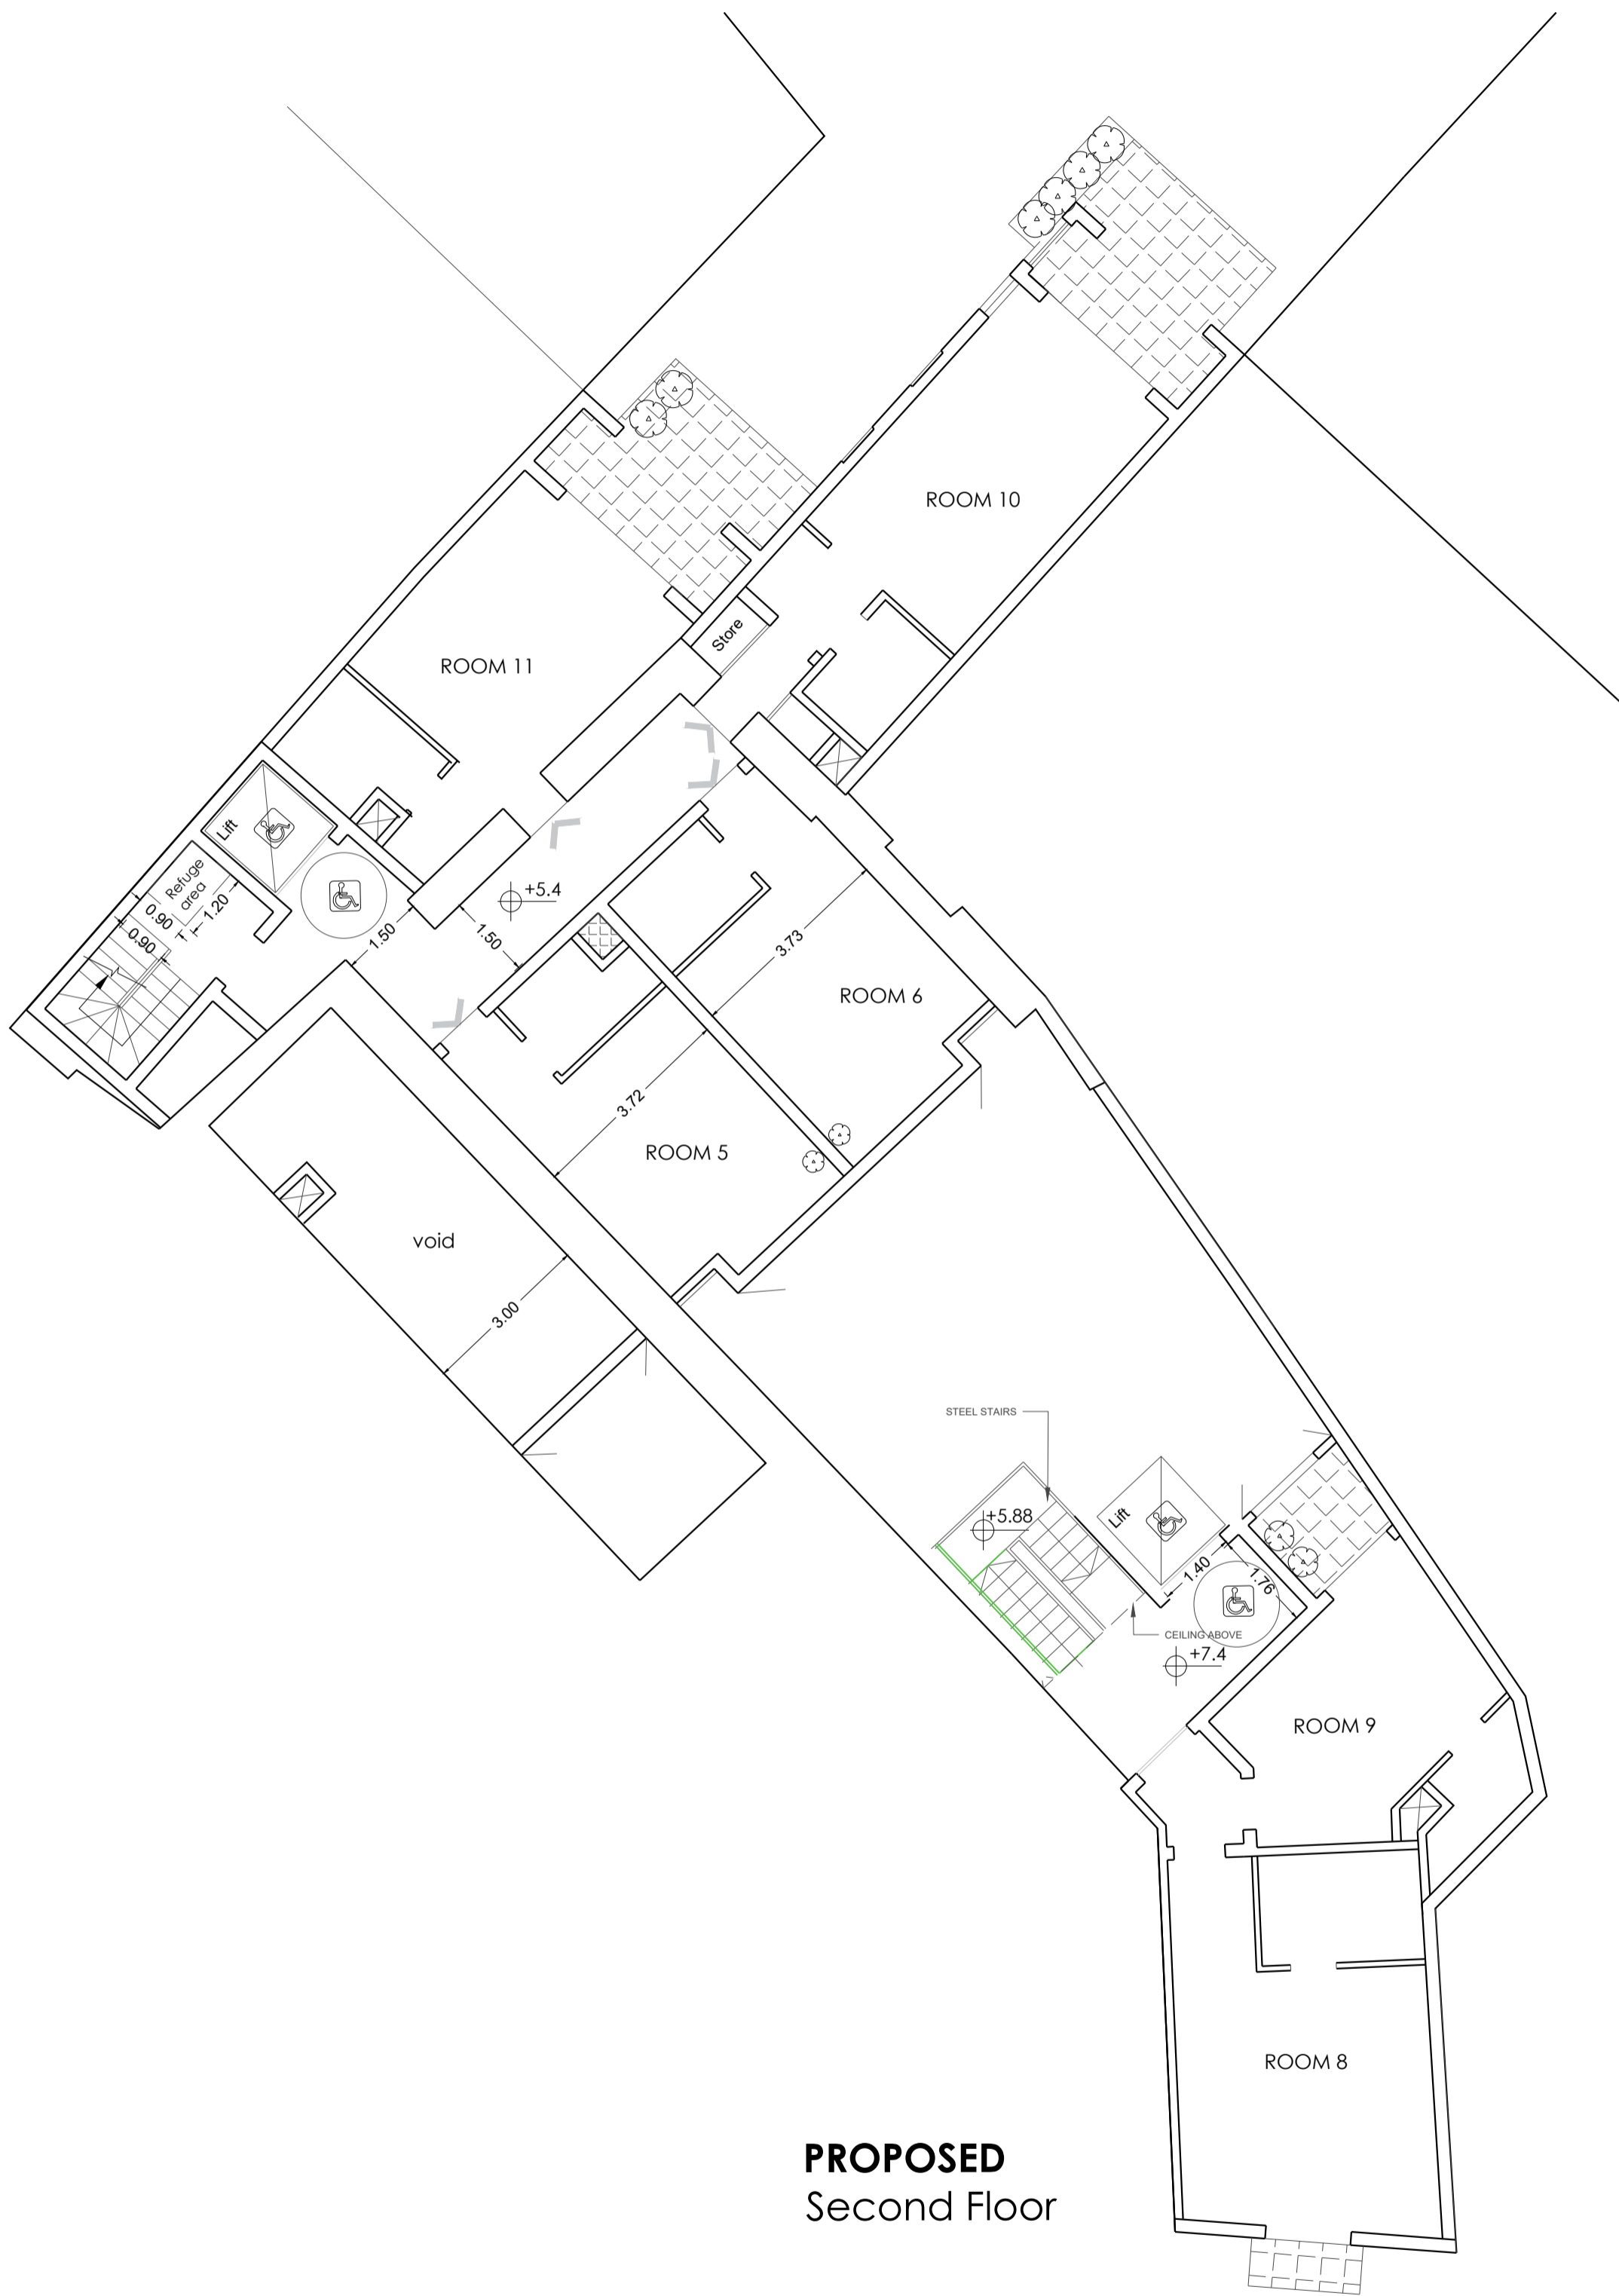 ROOM 10
Store
ROOM 11
Lift
Refuge
area
0.90
1.20
0.90
+5.4
1.50
1.50
3.73
ROOM 6
3.72
ROOM 5
void
3.00
STEEL STAIRS
+5.88
Lift
1.40
1.76
CEILING ABOVE
+7.4
ROOM 9
ROOM 8
PROPOSED
Second Floor